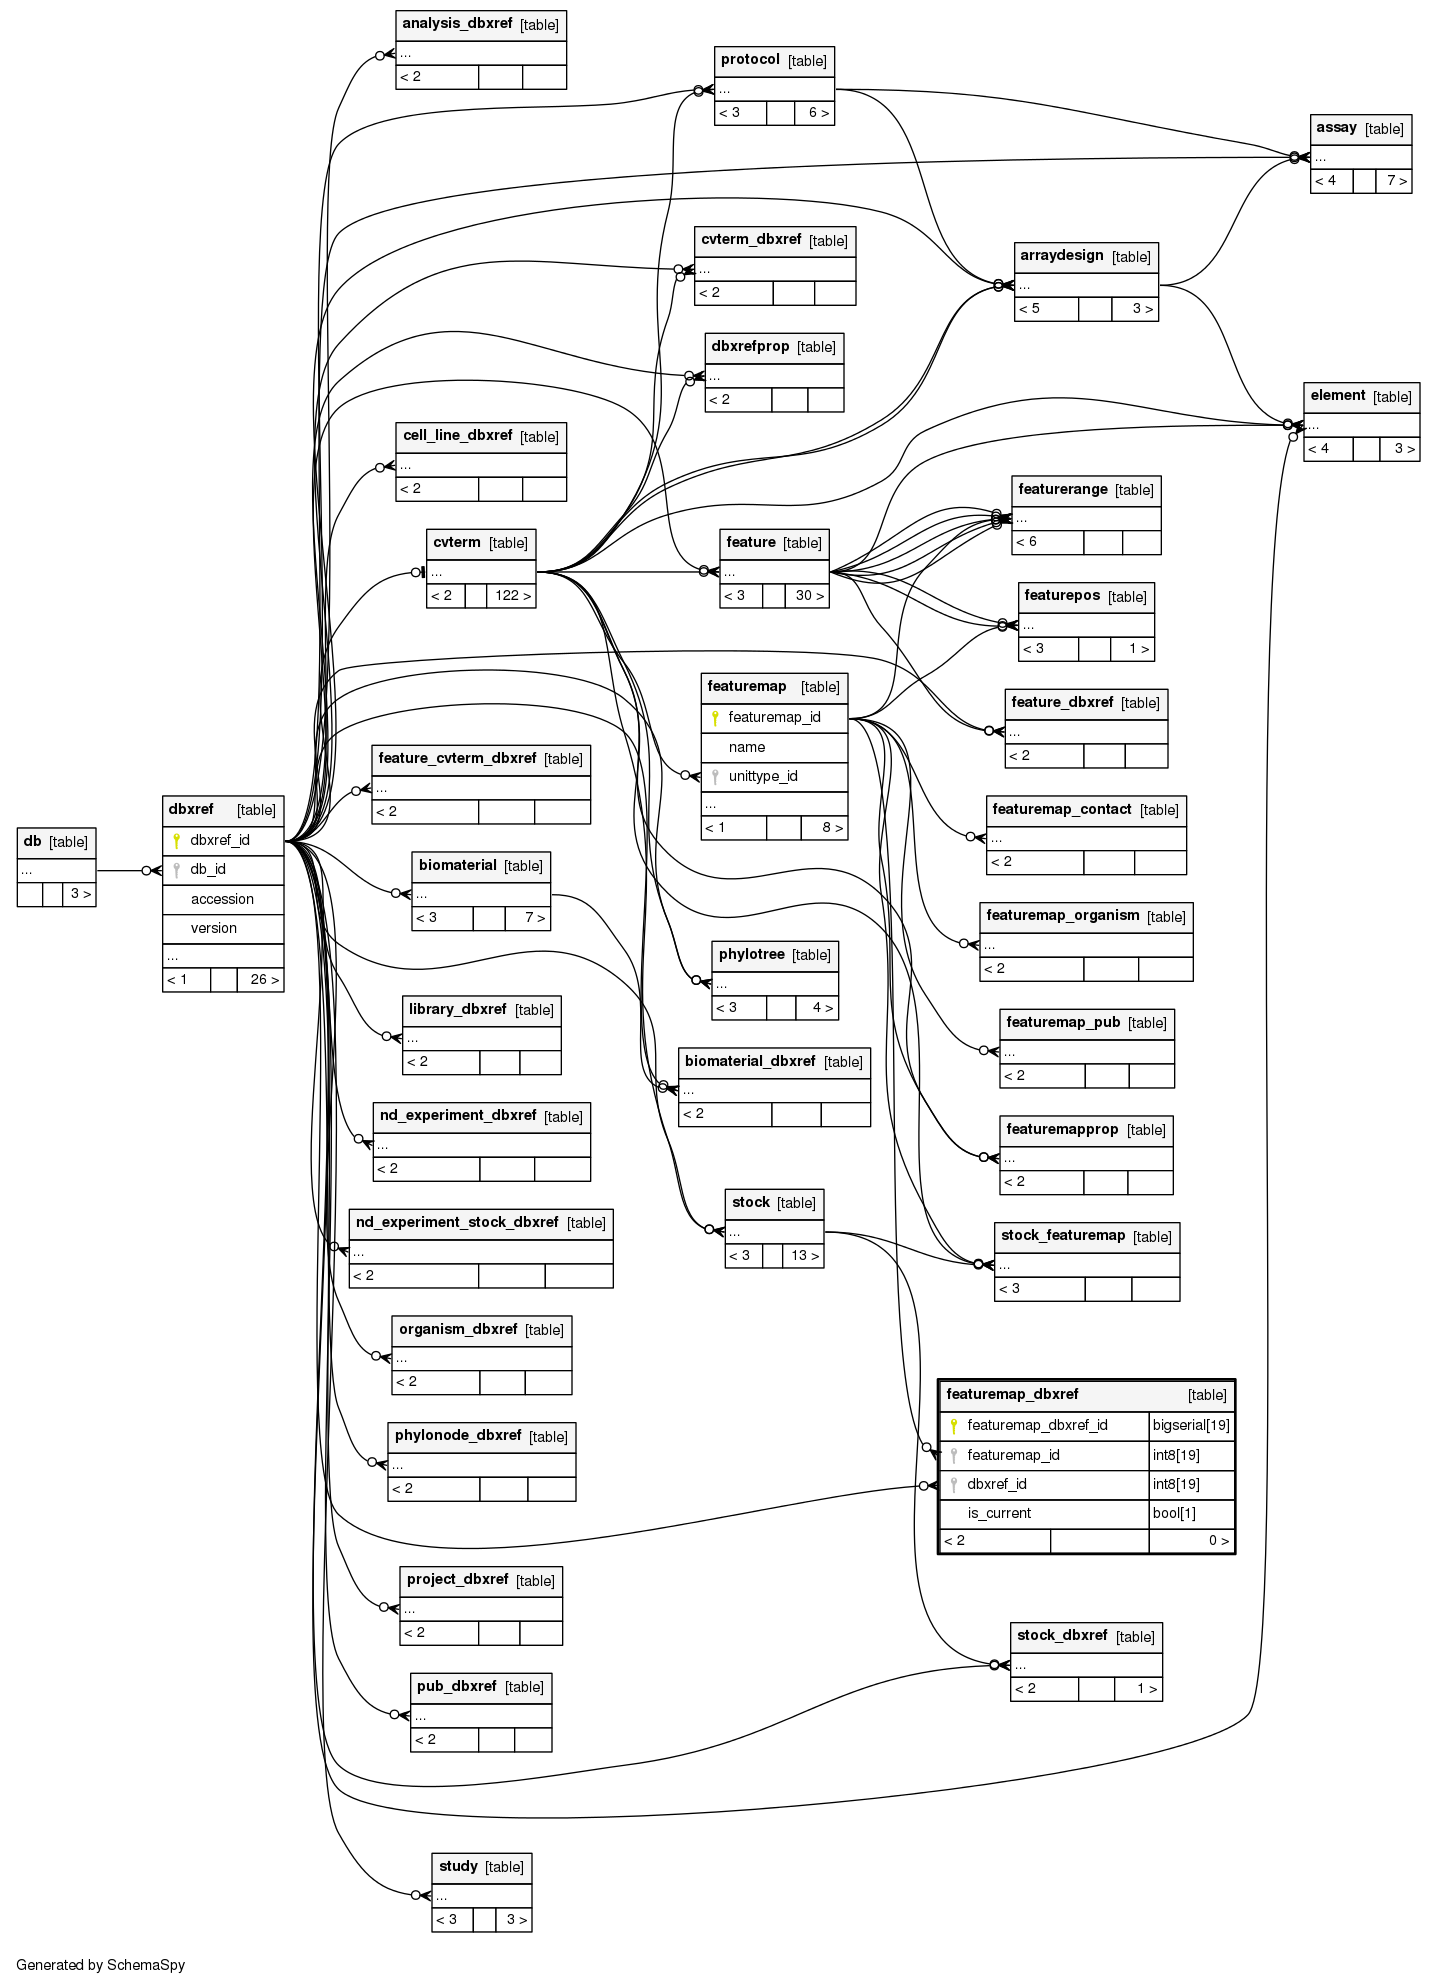 analysis_dbxref [table]
...
< 2
protocol [table]
...
< 3 6 >
assay [table]
...
< 4 7 >
cvterm_dbxref [table]
...
< 2
arraydesign [table]
...
< 5 3 >
dbxrefprop [table]
...
< 2
element [table]
...
< 4 3 >
cell_line_dbxref [table]
...
< 2
featurerange [table]
...
< 6
cvterm [table]
...
< 2 122 >
feature [table]
...
< 3 30 >
featurepos [table]
...
< 3 1 >
featuremap [table]
featuremap_id
name
unittype_id
...
< 1 8 >
feature_dbxref [table]
...
< 2
feature_cvterm_dbxref [table]
...
< 2
featuremap_contact [table]
...
< 2
db [table]
...
3 >
dbxref [table]
dbxref_id
db_id
accession
version
...
< 1 26 >
biomaterial [table]
...
< 3 7 >
featuremap_organism [table]
...
< 2
phylotree [table]
...
< 3 4 >
library_dbxref [table]
...
< 2
featuremap_pub [table]
...
< 2
biomaterial_dbxref [table]
...
< 2
nd_experiment_dbxref [table]
...
< 2
featuremapprop [table]
...
< 2
stock [table]
...
< 3 13 >
nd_experiment_stock_dbxref [table]
...
< 2
stock_featuremap [table]
...
< 3
organism_dbxref [table]
...
< 2
featuremap_dbxref [table]
featuremap_dbxref_id bigserial[19]
featuremap_id int8[19]
dbxref_id int8[19]
is_current bool[1]
< 2 0 >
phylonode_dbxref [table]
...
< 2
project_dbxref [table]
...
< 2
stock_dbxref [table]
...
< 2 1 >
pub_dbxref [table]
...
< 2
study [table]
...
< 3 3 >
Generated by SchemaSpy